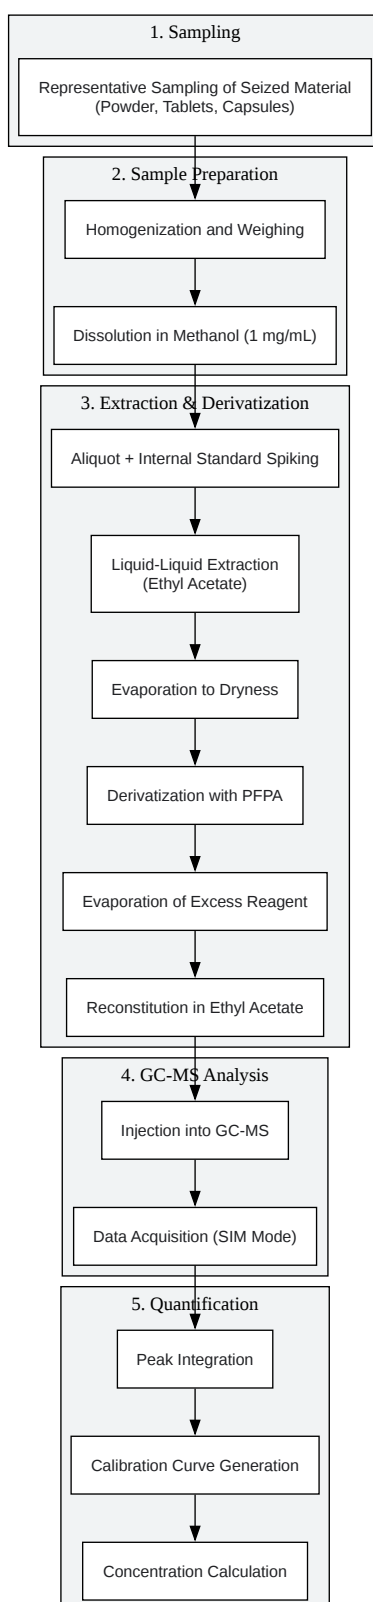 1. Sampling
Representative Sampling of Seized Material
(Powder, Tablets, Capsules)
2. Sample Preparation
Homogenization and Weighing
Dissolution in Methanol (1 mg/mL)
3. Extraction & Derivatization
Aliquot + Internal Standard Spiking
Liquid-Liquid Extraction
(Ethyl Acetate)
Evaporation to Dryness
Derivatization with PFPA
Evaporation of Excess Reagent
Reconstitution in Ethyl Acetate
4. GC-MS Analysis
Injection into GC-MS
Data Acquisition (SIM Mode)
5. Quantification
Peak Integration
Calibration Curve Generation
Concentration Calculation